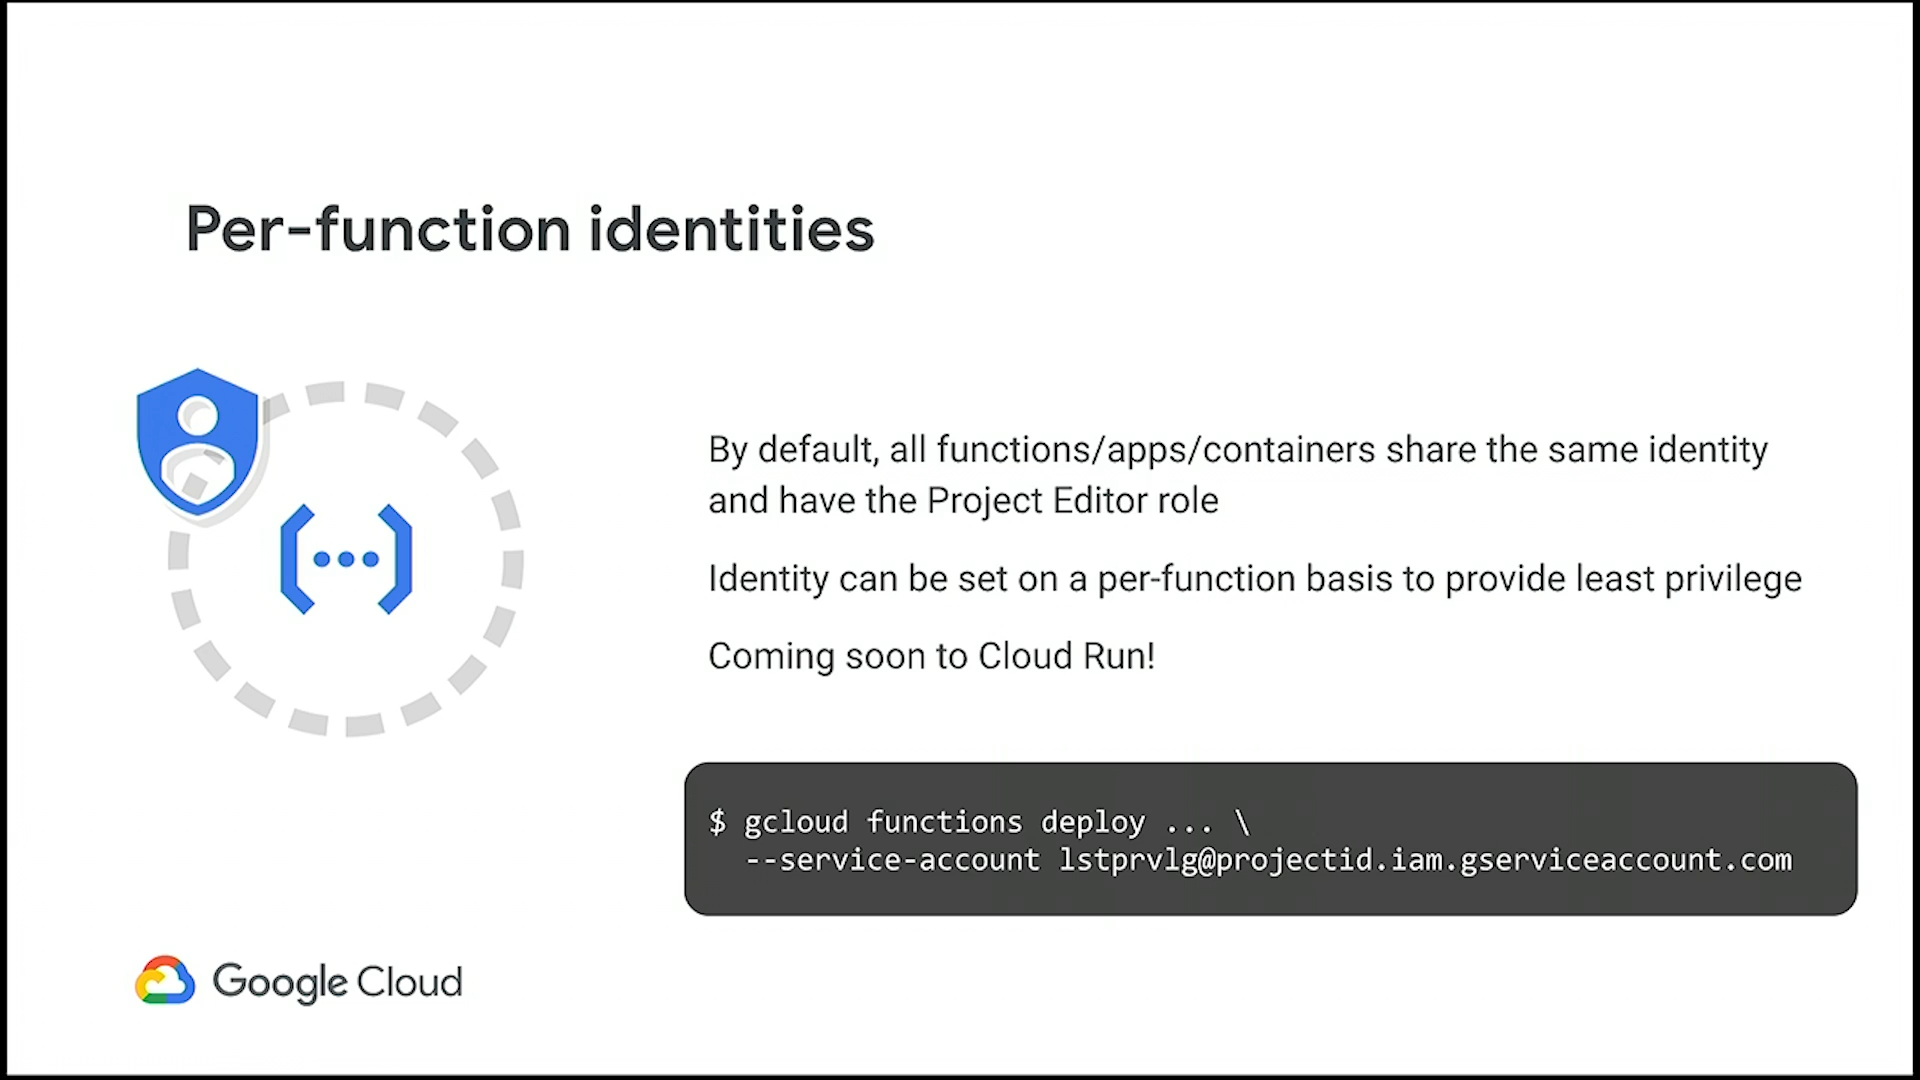 Per-function identities
By default, all functions/apps/containers share the same identity
and have the Project Editor role
Identity can be set on a per-function basis to provide least privilege
Coming soon to Cloud Run!
$ gcloud functions deploy ... \
--service-account lstprvlg@projectid.iam.gserviceaccount.com
Google Cloud